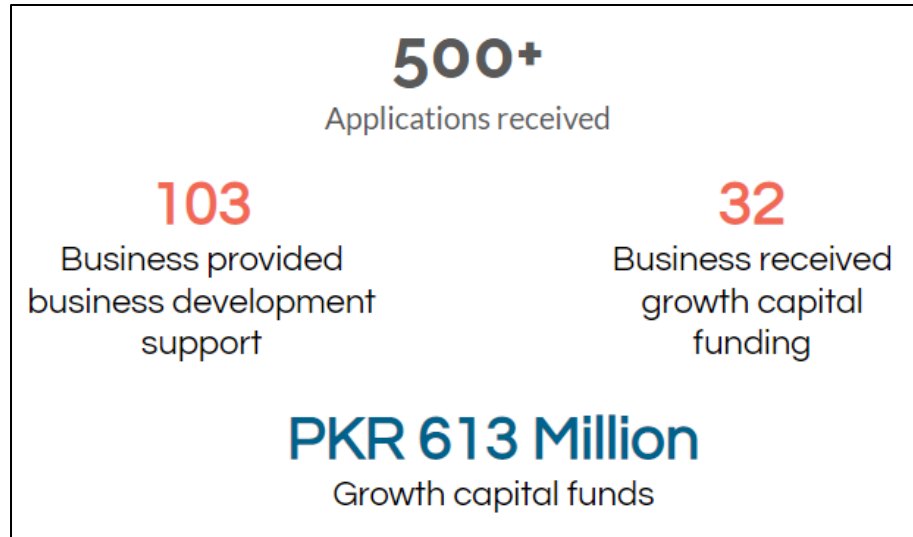 500+
Applications received
103
Business provided
business development
support
32
Business received
growth capital
funding
PKR 613 Million
Growth capital funds